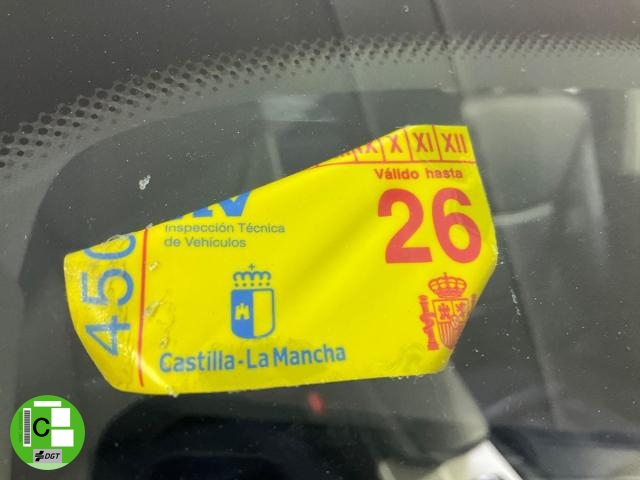 X XI XII
Válido hasta
26
Inspección Técnica
de Vehículos
450
Castilla-La Mancha
C
DGT